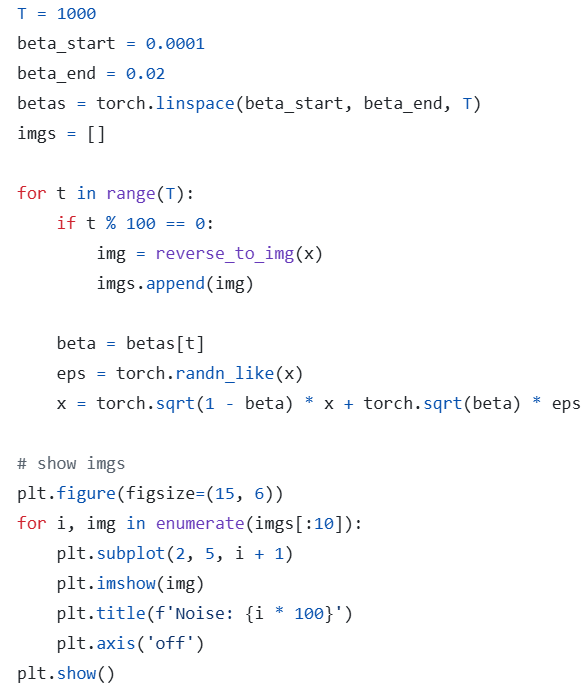 T = 1000
beta_start = 0.0001
beta_end = 0.02
betas = torch.linspace(beta_start, beta_end, T)
imgs = []

for t in range(T):
    if t % 100 == 0:
        img = reverse_to_img(x)
        imgs.append(img)

    beta = betas[t]
    eps = torch.randn_like(x)
    x = torch.sqrt(1 - beta) * x + torch.sqrt(beta) * eps

# show imgs
plt.figure(figsize=(15, 6))
for i, img in enumerate(imgs[:10]):
    plt.subplot(2, 5, i + 1)
    plt.imshow(img)
    plt.title(f'Noise: {i * 100}')
    plt.axis('off')
plt.show()